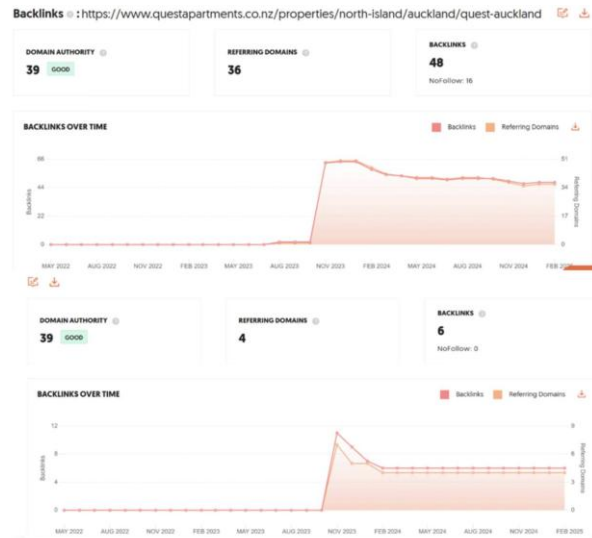 Backlinks : https://www.questapartments.co.nz/properties/north-island/auckland/quest-auckland
DOMAIN AUTHORITY
39 GOOD
REFERRING DOMAINS
36
BACKLINKS
48
NoFollow: 16
BACKLINKS OVER TIME
Backlinks Referring Domains
66 51
44 34
22 17
0 0
Backlinks
Referring Domains
MAY 2022 AUG 2022 NOV 2022 FEB 2023 MAY 2023 AUG 2023 NOV 2023 FEB 2024 MAY 2024 AUG 2024 NOV 2024 FEB
DOMAIN AUTHORITY
39 GOOD
REFERRING DOMAINS
4
BACKLINKS
6
NoFollow: 0
BACKLINKS OVER TIME
Backlinks Referring Domains
12 9
8 6
4 3
0 0
Backlinks
Referring Domains
MAY 2022 AUG 2022 NOV 2022 FEB 2023 MAY 2023 AUG 2023 NOV 2023 FEB 2024 MAY 2024 AUG 2024 NOV 2024 FEB 2025